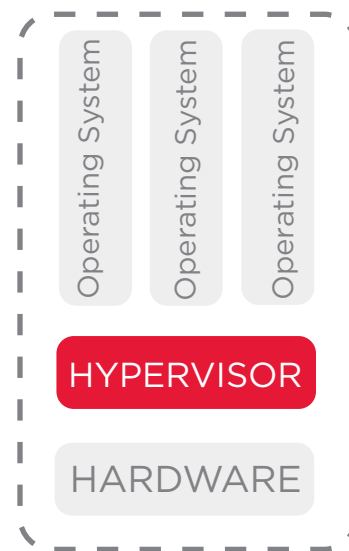 Operating System
Operating System
Operating System
HYPERVISOR
HARDWARE